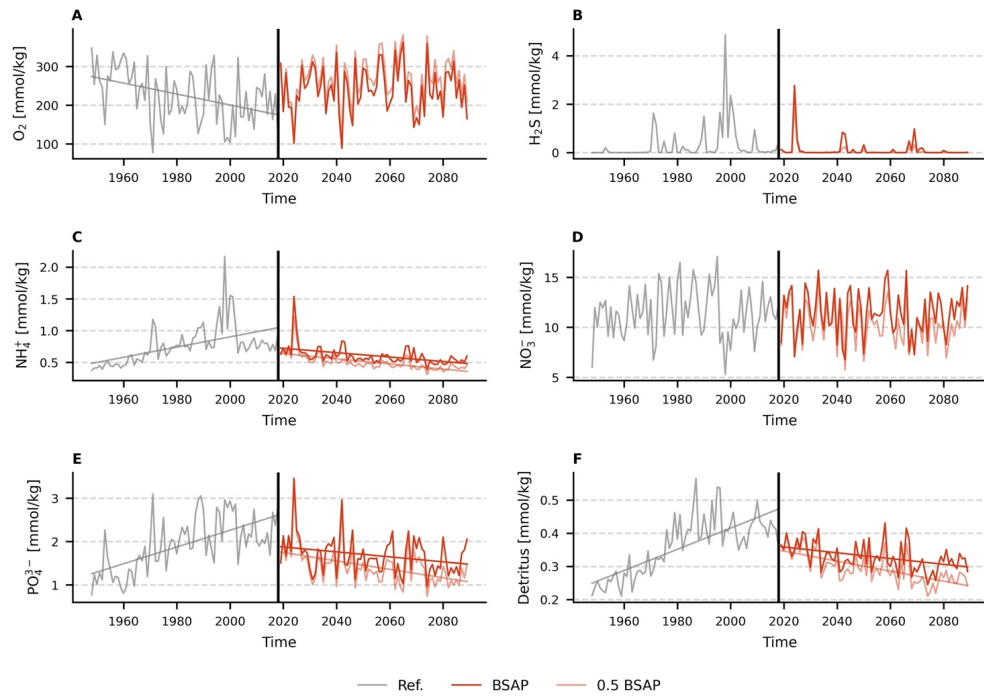 A
O₂ [mmol/kg]
300
200
100
1960 1980 2000 2020 2040 2060 2080
Time
B
H₂S [mmol/kg]
4
2
0
1960 1980 2000 2020 2040 2060 2080
Time
C
NH₄⁺ [mmol/kg]
2.0
1.5
1.0
0.5
1960 1980 2000 2020 2040 2060 2080
Time
D
NO₃⁻ [mmol/kg]
15
10
5
1960 1980 2000 2020 2040 2060 2080
Time
E
PO₄³⁻ [mmol/kg]
3
2
1
1960 1980 2000 2020 2040 2060 2080
Time
F
Detritus [mmol/kg]
0.5
0.4
0.3
0.2
1960 1980 2000 2020 2040 2060 2080
Time
Ref. BSAP 0.5 BSAP